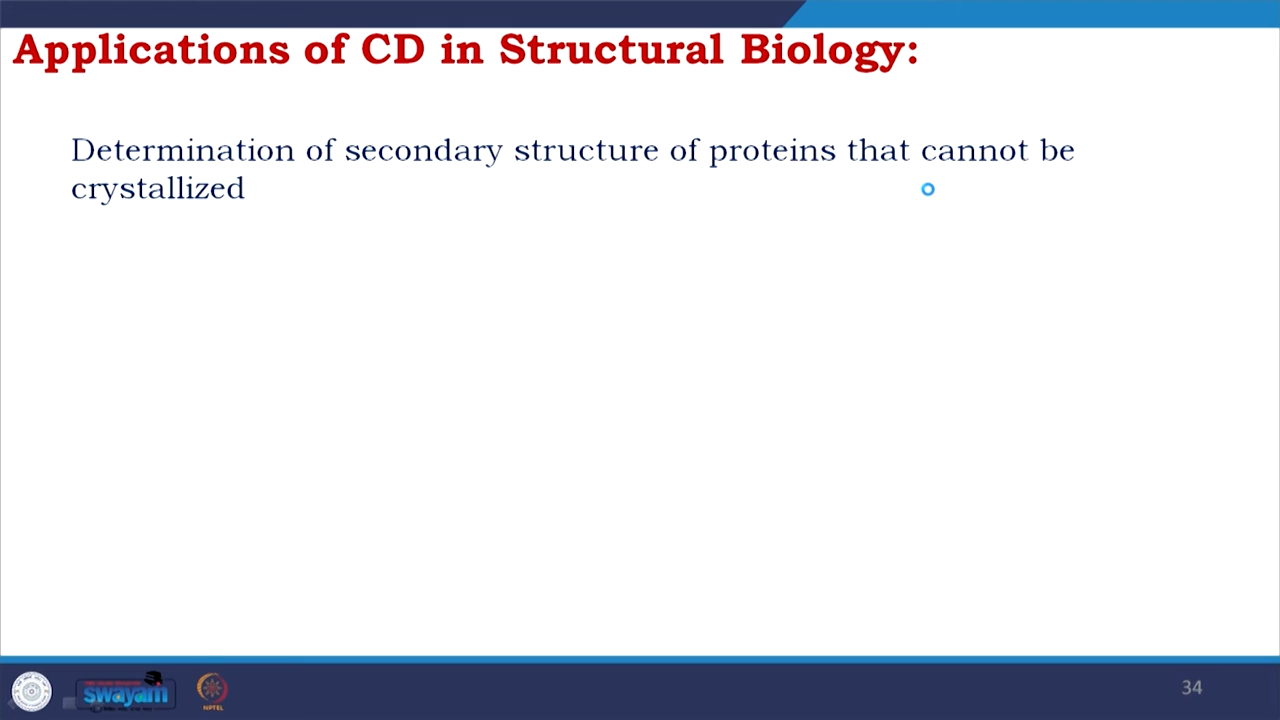 Applications of CD in Structural Biology:
Determination of secondary structure of proteins that cannot be
crystallized
swayam
NPTEL
34